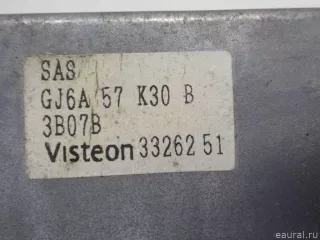 SAS
GJ6A 57 K30 B
3B07B
Visteon 33262 51
eaural.ru